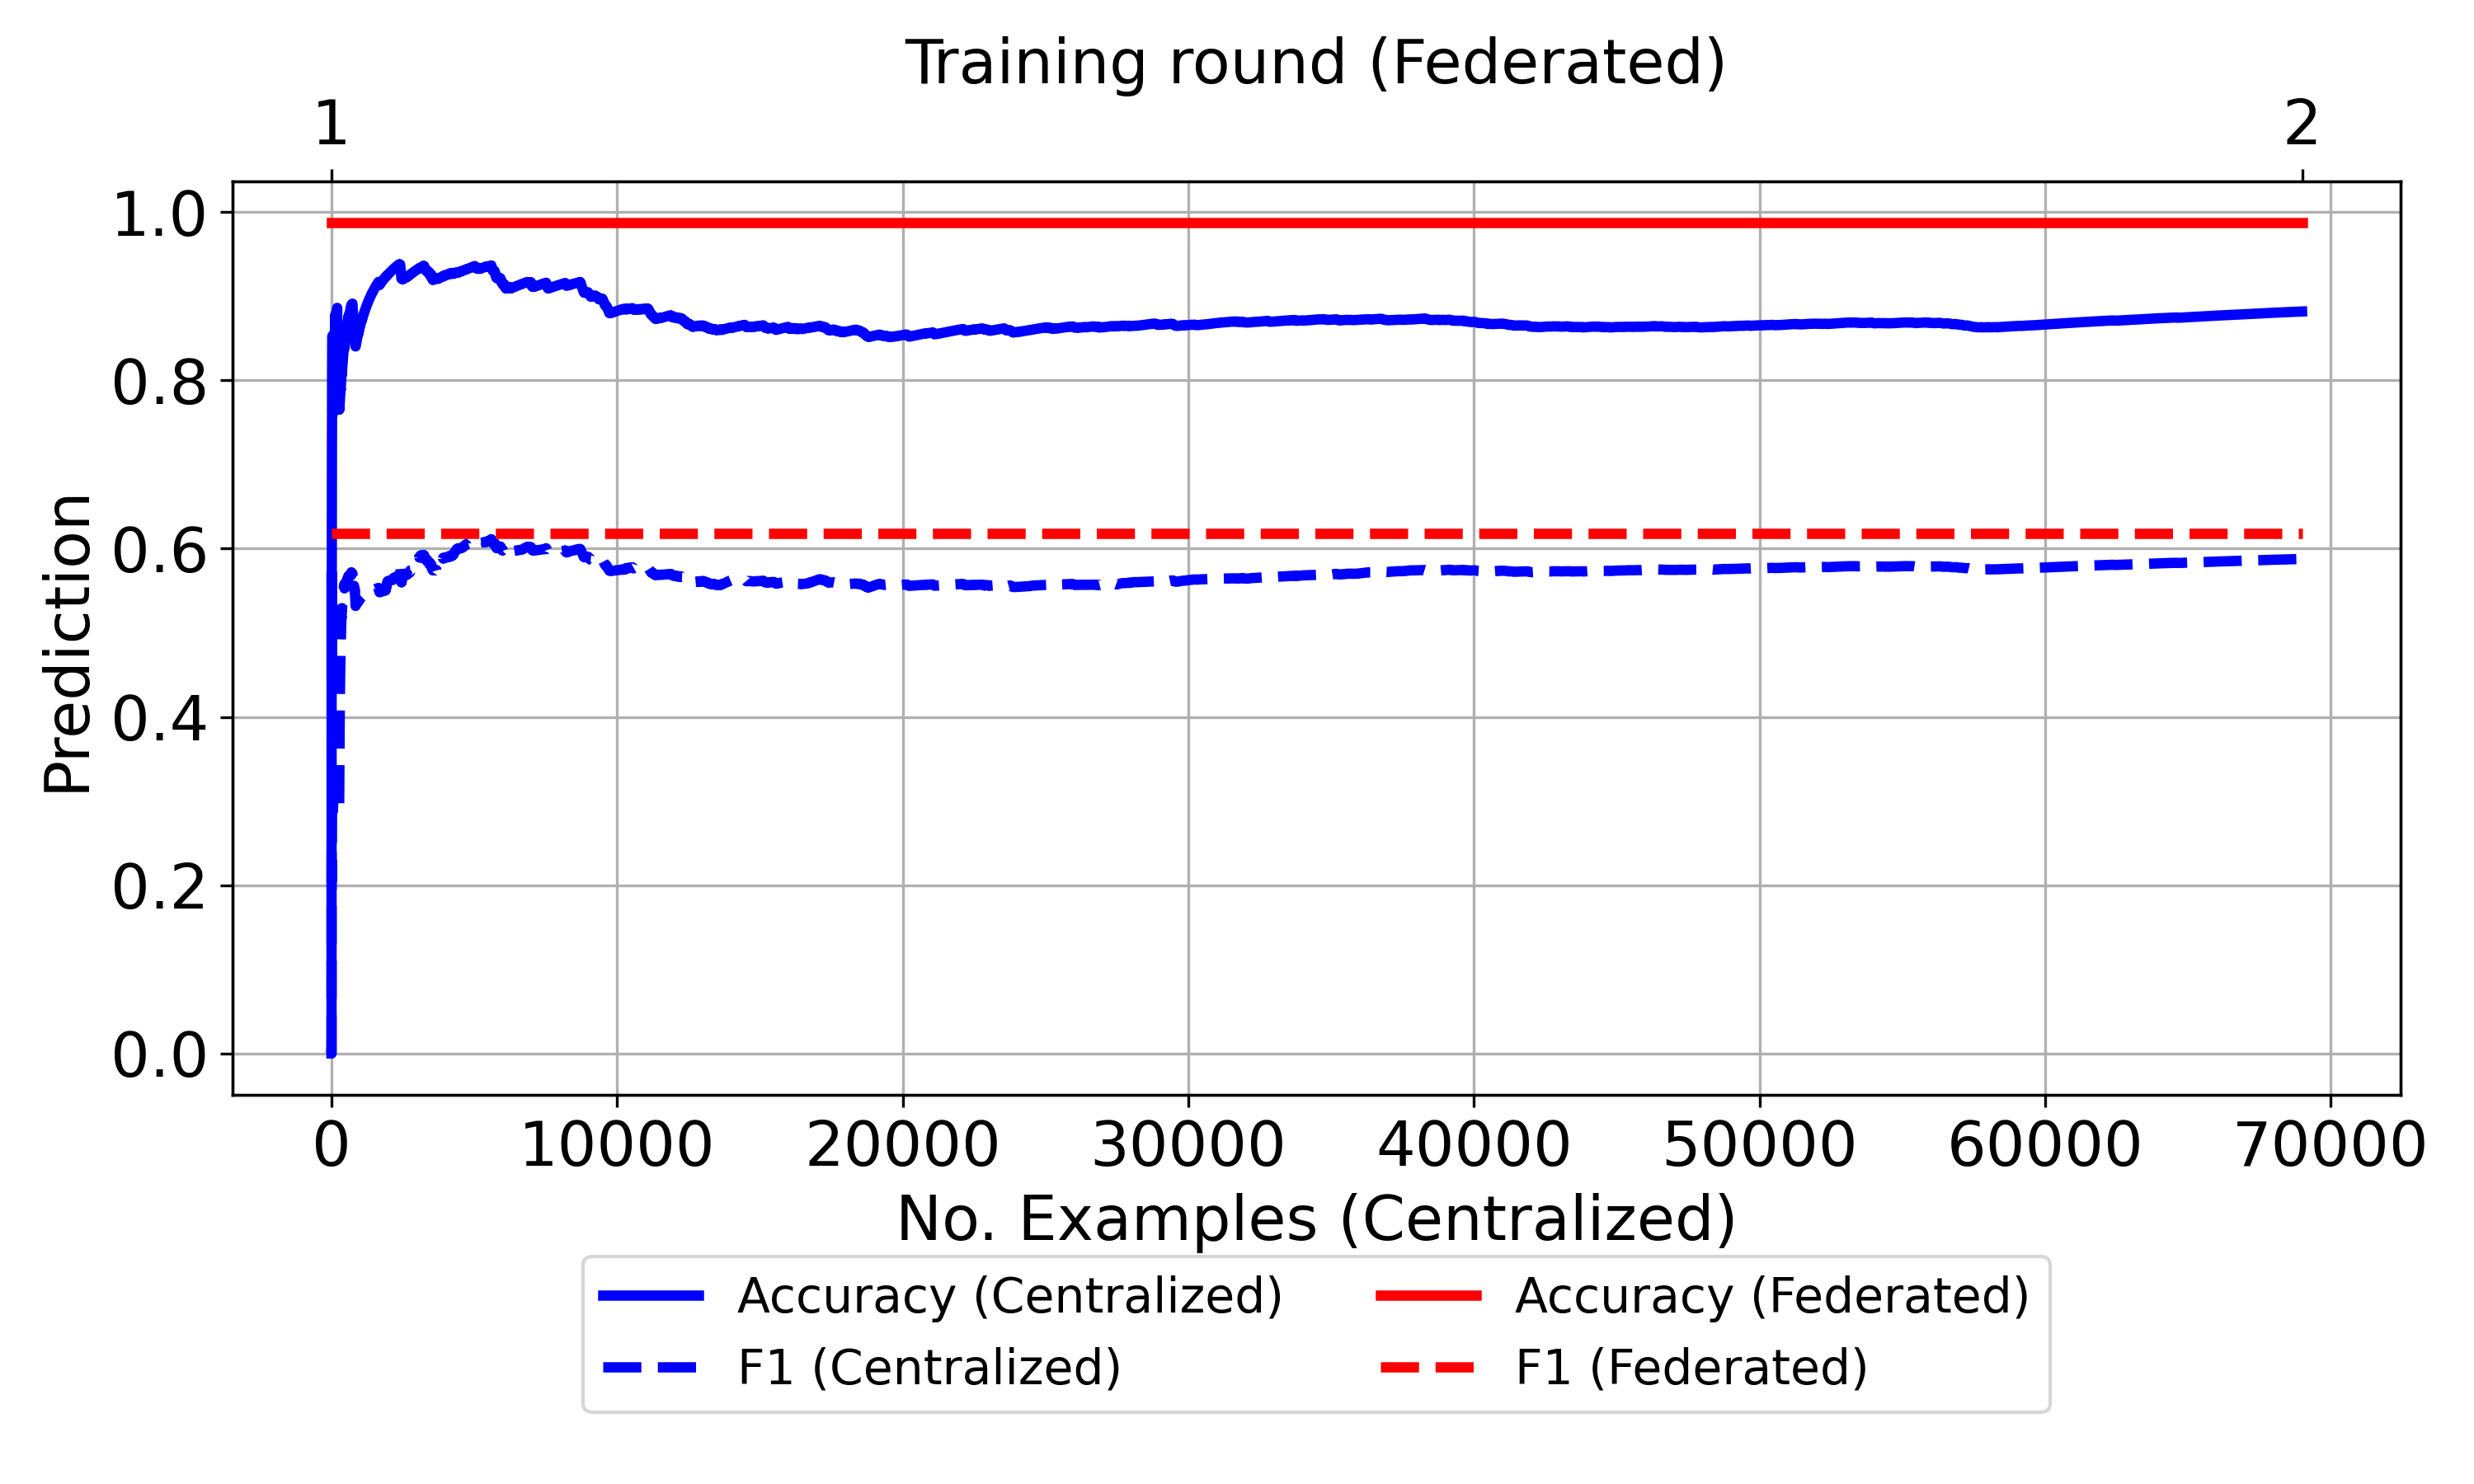 Training round (Federated)
1 2
1.0
0.8
0.6
0.4
0.2
0.0
Prediction
0 10000 20000 30000 40000 50000 60000 70000
No. Examples (Centralized)
Accuracy (Centralized) Accuracy (Federated)
F1 (Centralized) F1 (Federated)